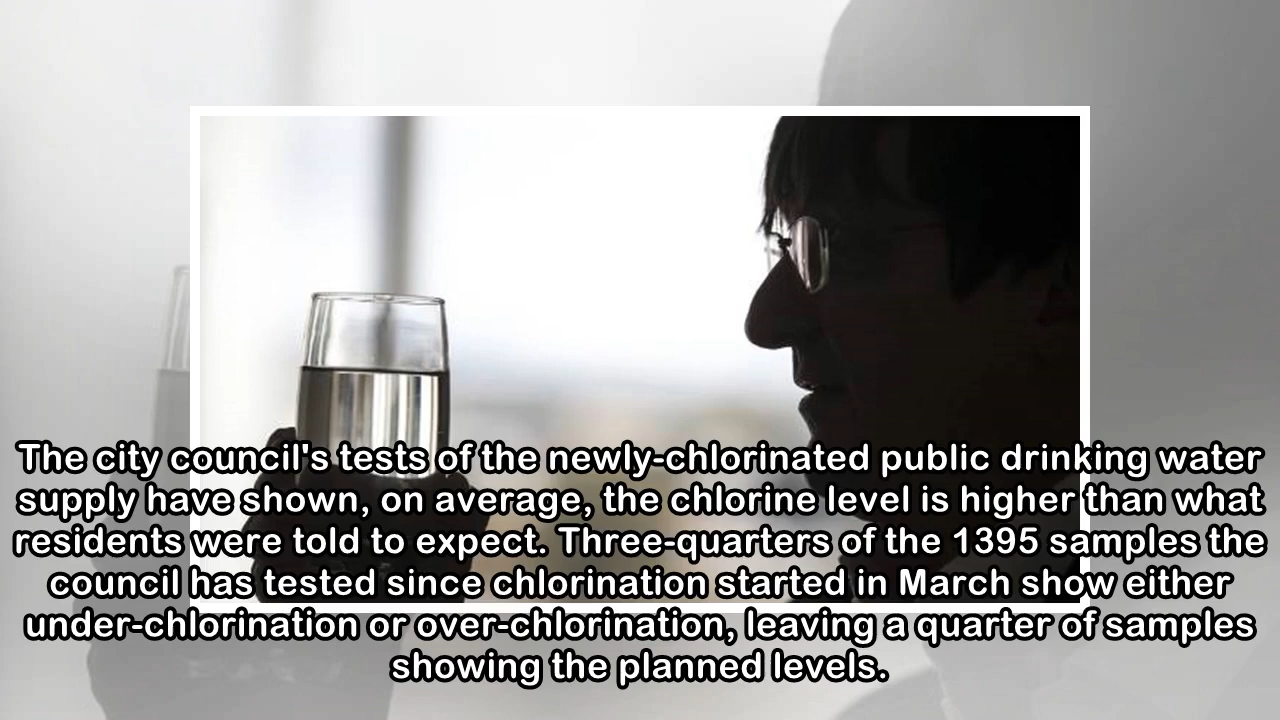 The city council's tests of the newly-chlorinated public drinking water
supply have shown, on average, the chlorine level is higher than what
residents were told to expect. Three-quarters of the 1395 samples the
council has tested since chlorination started in March show either
under-chlorination or over-chlorination, leaving a quarter of samples
showing the planned levels.